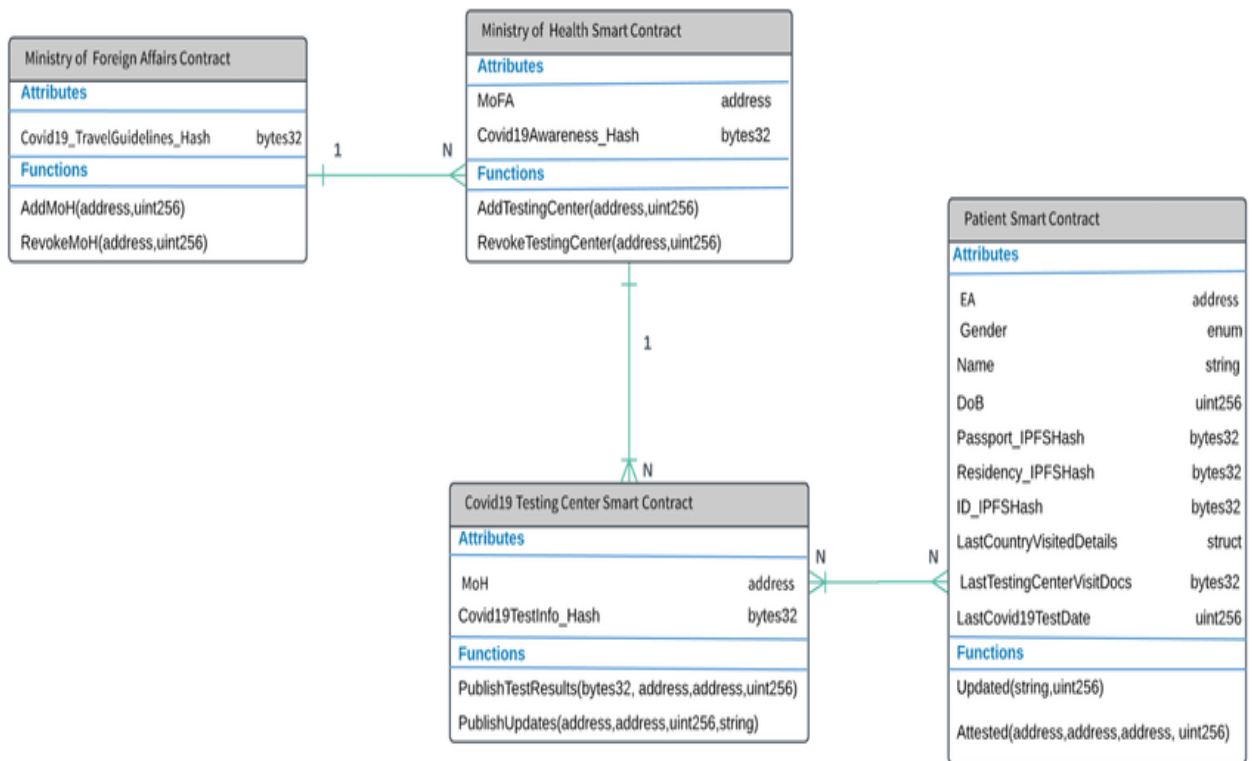 Ministry of Foreign Affairs Contract
Attributes
Covid19_TravelGuidelines_Hash bytes32
Functions
AddMoH(address,uint256)
RevokeMoH(address,uint256)
1 N
Ministry of Health Smart Contract
Attributes
MoFA address
Covid19Awareness_Hash bytes32
Functions
AddTestingCenter(address,uint256)
RevokeTestingCenter(address,uint256)
1
N
Covid19 Testing Center Smart Contract
Attributes
MoH address
Covid19TestInfo_Hash bytes32
Functions
PublishTestResults(bytes32, address,address,uint256)
PublishUpdates(address,address,uint256,string)
N N
Patient Smart Contract
Attributes
EA address
Gender enum
Name string
DoB uint256
Passport_IPFSHash bytes32
Residency_IPFSHash bytes32
ID_IPFSHash bytes32
LastCountryVisitedDetails struct
LastTestingCenterVisitDocs bytes32
LastCovid19TestDate uint256
Functions
Updated(string,uint256)
Attested(address,address,address, uint256)